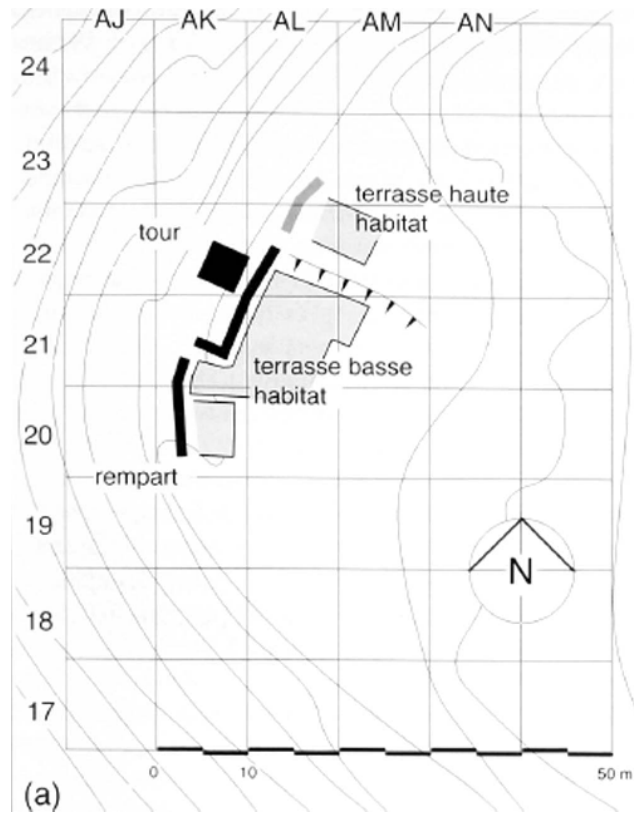 AJ AK AL AM AN
24
23
terrasse haute
habitat
tour
22
21
terrasse basse
habitat
20
rempart
19
N
18
17
0 10 50 m
(a)